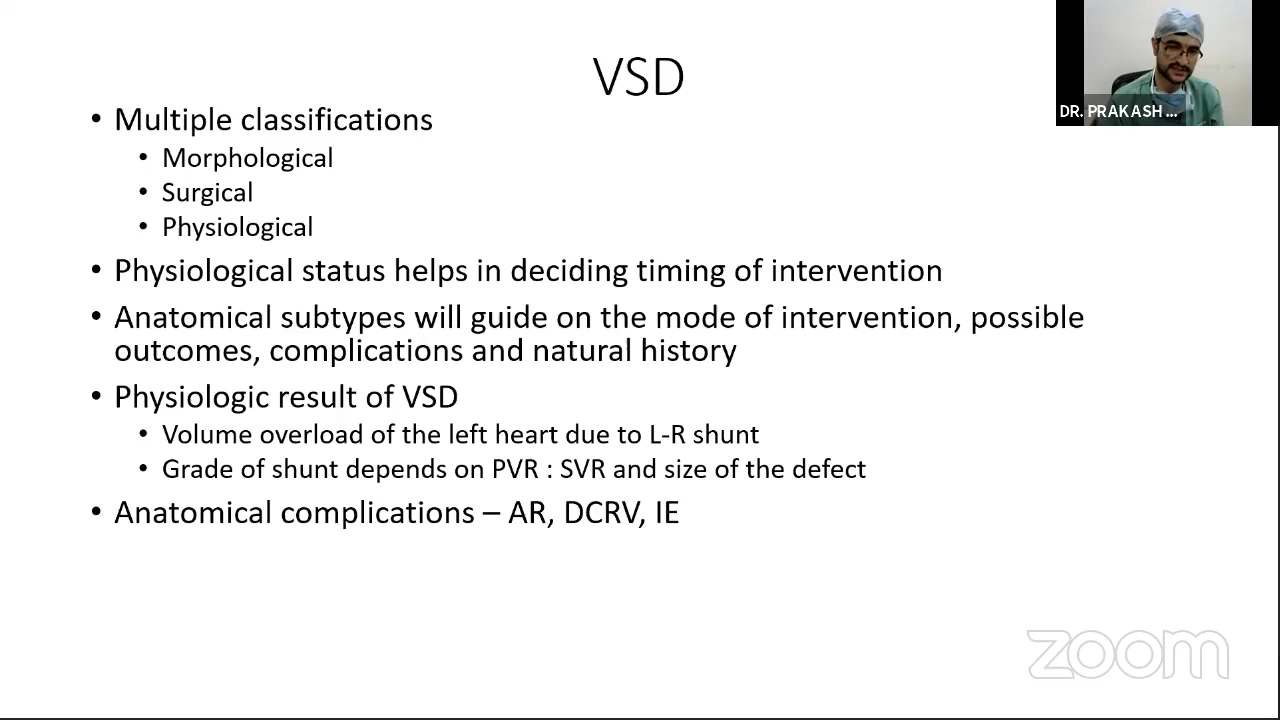 VSD
• Multiple classifications
• Morphological
• Surgical
• Physiological
• Physiological status helps in deciding timing of intervention
• Anatomical subtypes will guide on the mode of intervention, possible
outcomes, complications and natural history
• Physiologic result of VSD
• Volume overload of the left heart due to L-R shunt
• Grade of shunt depends on PVR : SVR and size of the defect
• Anatomical complications – AR, DCRV, IE
DR. PRAKASH ...
zoom